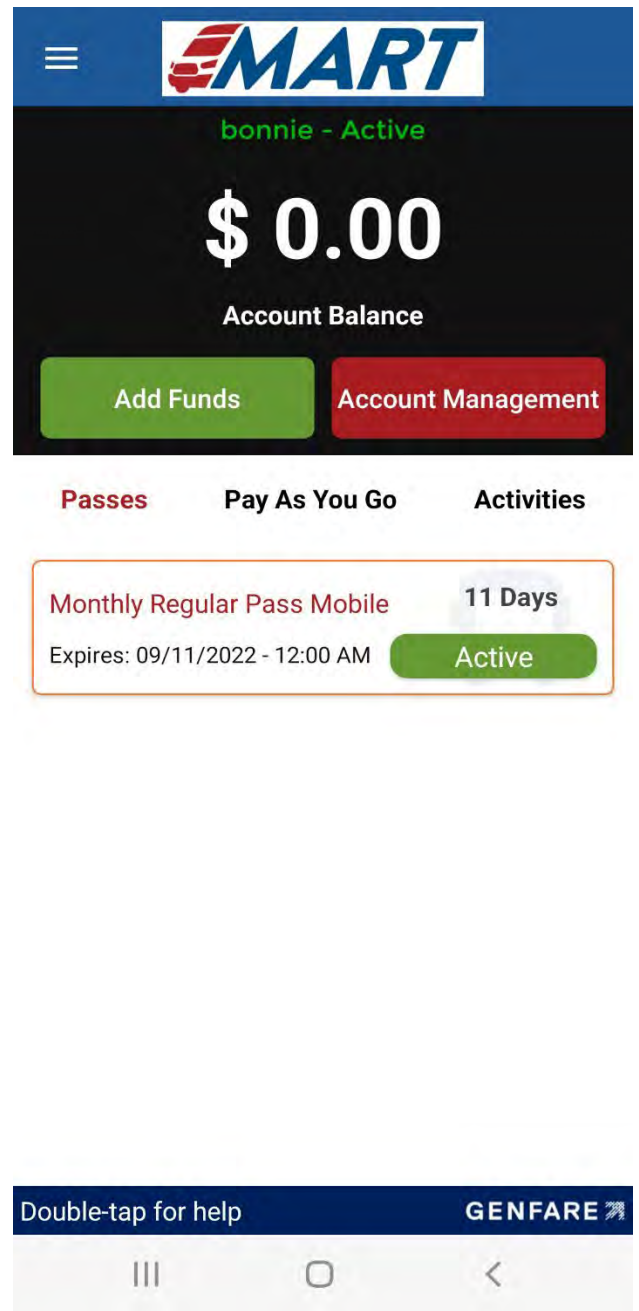 MART
bonnie - Active
$ 0.00
Account Balance
Add Funds Account Management
Passes Pay As You Go Activities
Monthly Regular Pass Mobile 11 Days
Expires: 09/11/2022 - 12:00 AM Active
Double-tap for help GENFARE